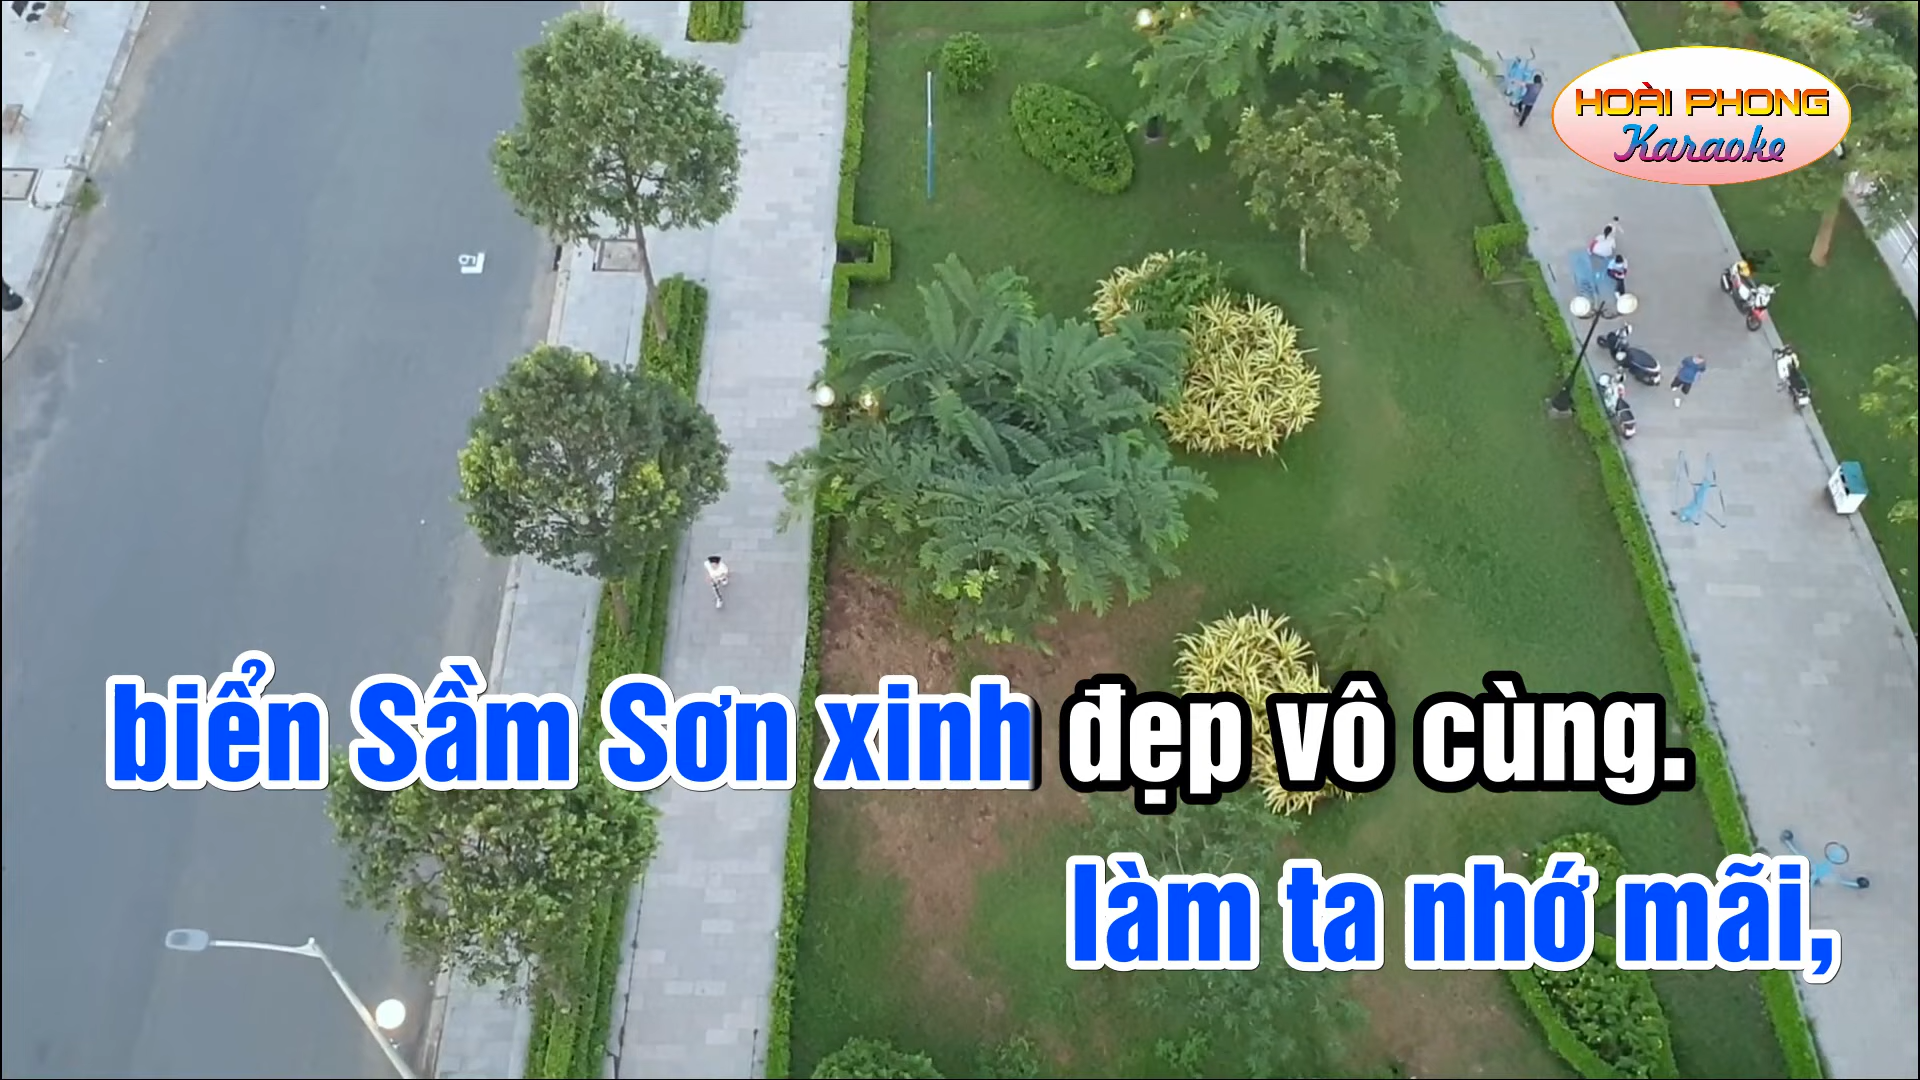 HOÀI PHONG
Karaoke
biển Sầm Sơn xinh đẹp vô cùng.
làm ta nhớ mãi,